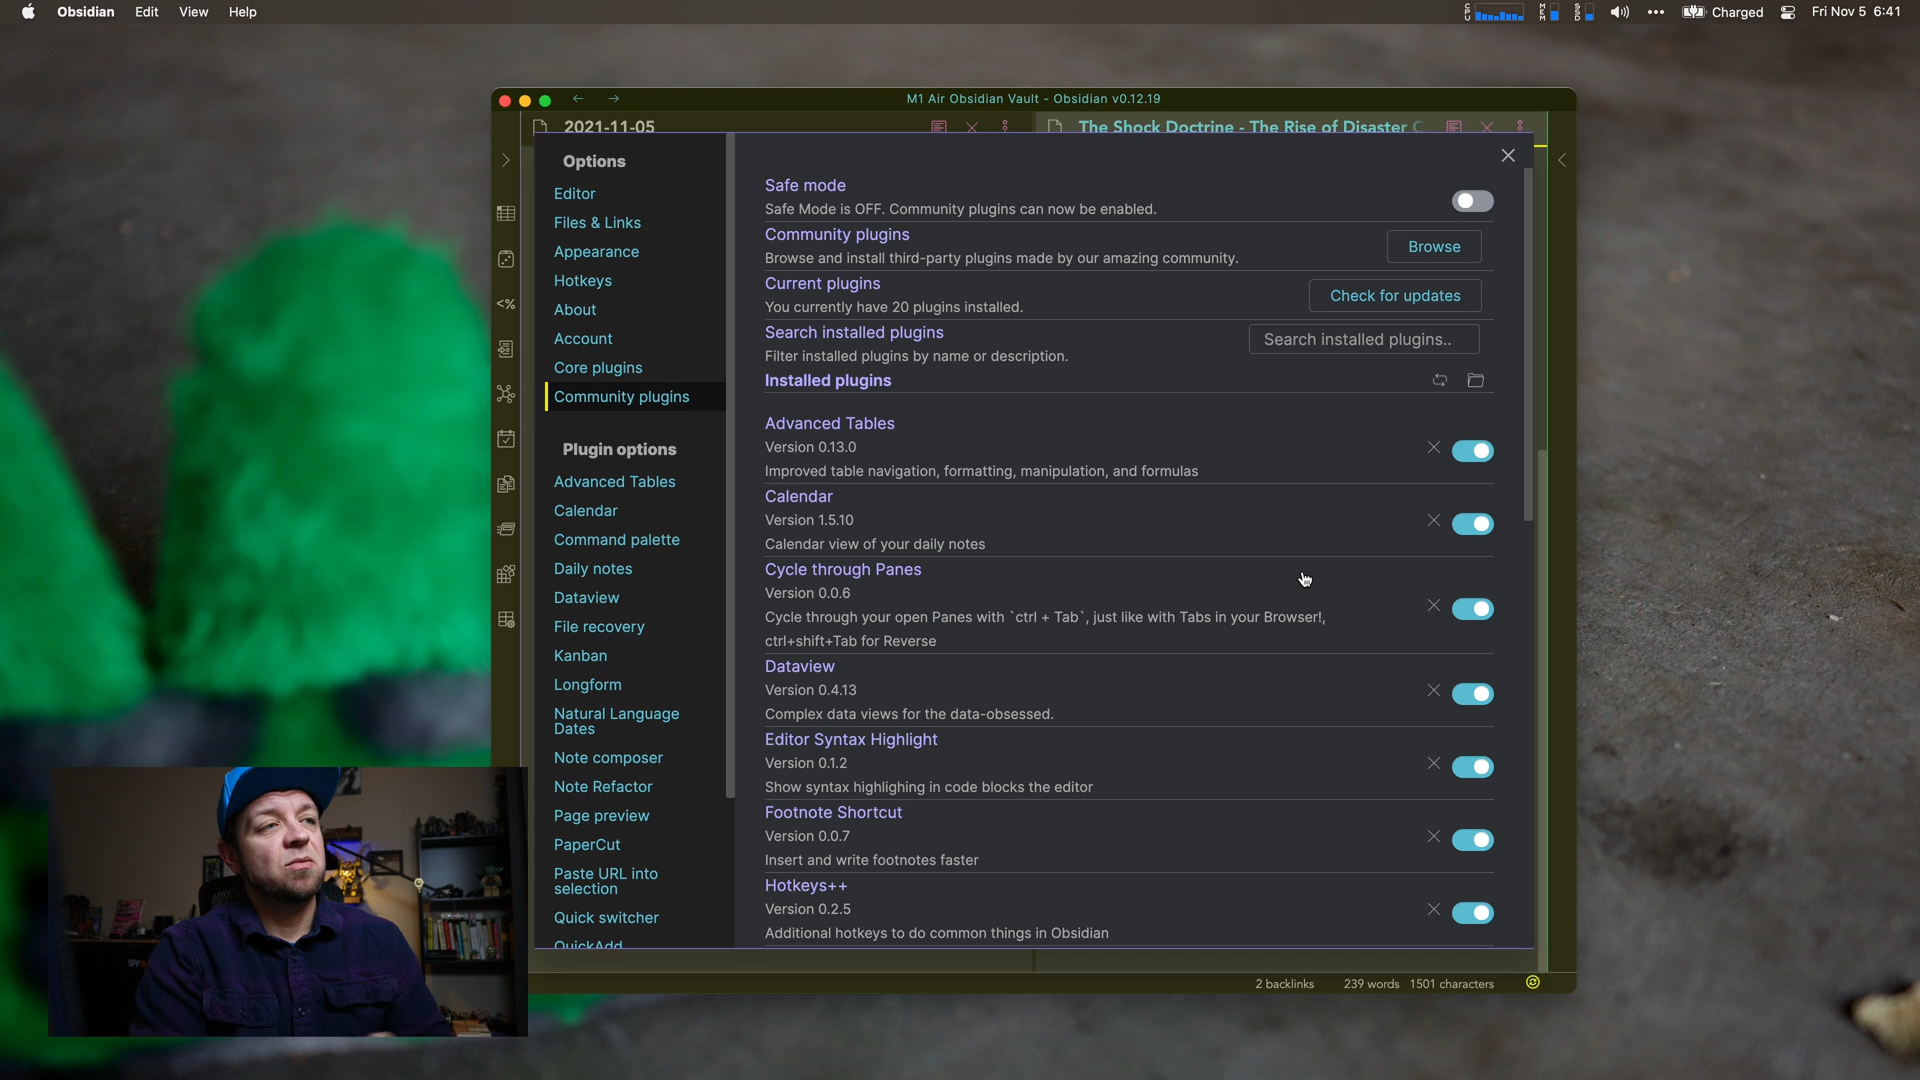 Obsidian Edit View Help
CPU MEM SSD Charged Fri Nov 5 6:41
M1 Air Obsidian Vault - Obsidian v0.12.19
2021-11-05
The Shock Doctrine - The Rise of Disaster C
Options
Editor
Files & Links
Appearance
Hotkeys
About
Account
Core plugins
Community plugins
Plugin options
Advanced Tables
Calendar
Command palette
Daily notes
Dataview
File recovery
Kanban
Longform
Natural Language
Dates
Note composer
Note Refactor
Page preview
PaperCut
Paste URL into
selection
Quick switcher
QuickAdd
Safe mode
Safe Mode is OFF. Community plugins can now be enabled.
Community plugins
Browse and install third-party plugins made by our amazing community.
Browse
Current plugins
You currently have 20 plugins installed.
Check for updates
Search installed plugins
Filter installed plugins by name or description.
Search installed plugins..
Installed plugins
Advanced Tables
Version 0.13.0
Improved table navigation, formatting, manipulation, and formulas
Calendar
Version 1.5.10
Calendar view of your daily notes
Cycle through Panes
Version 0.0.6
Cycle through your open Panes with `ctrl + Tab`, just like with Tabs in your Browser!,
ctrl+shift+Tab for Reverse
Dataview
Version 0.4.13
Complex data views for the data-obsessed.
Editor Syntax Highlight
Version 0.1.2
Show syntax highlighing in code blocks the editor
Footnote Shortcut
Version 0.0.7
Insert and write footnotes faster
Hotkeys++
Version 0.2.5
Additional hotkeys to do common things in Obsidian
2 backlinks 239 words 1501 characters